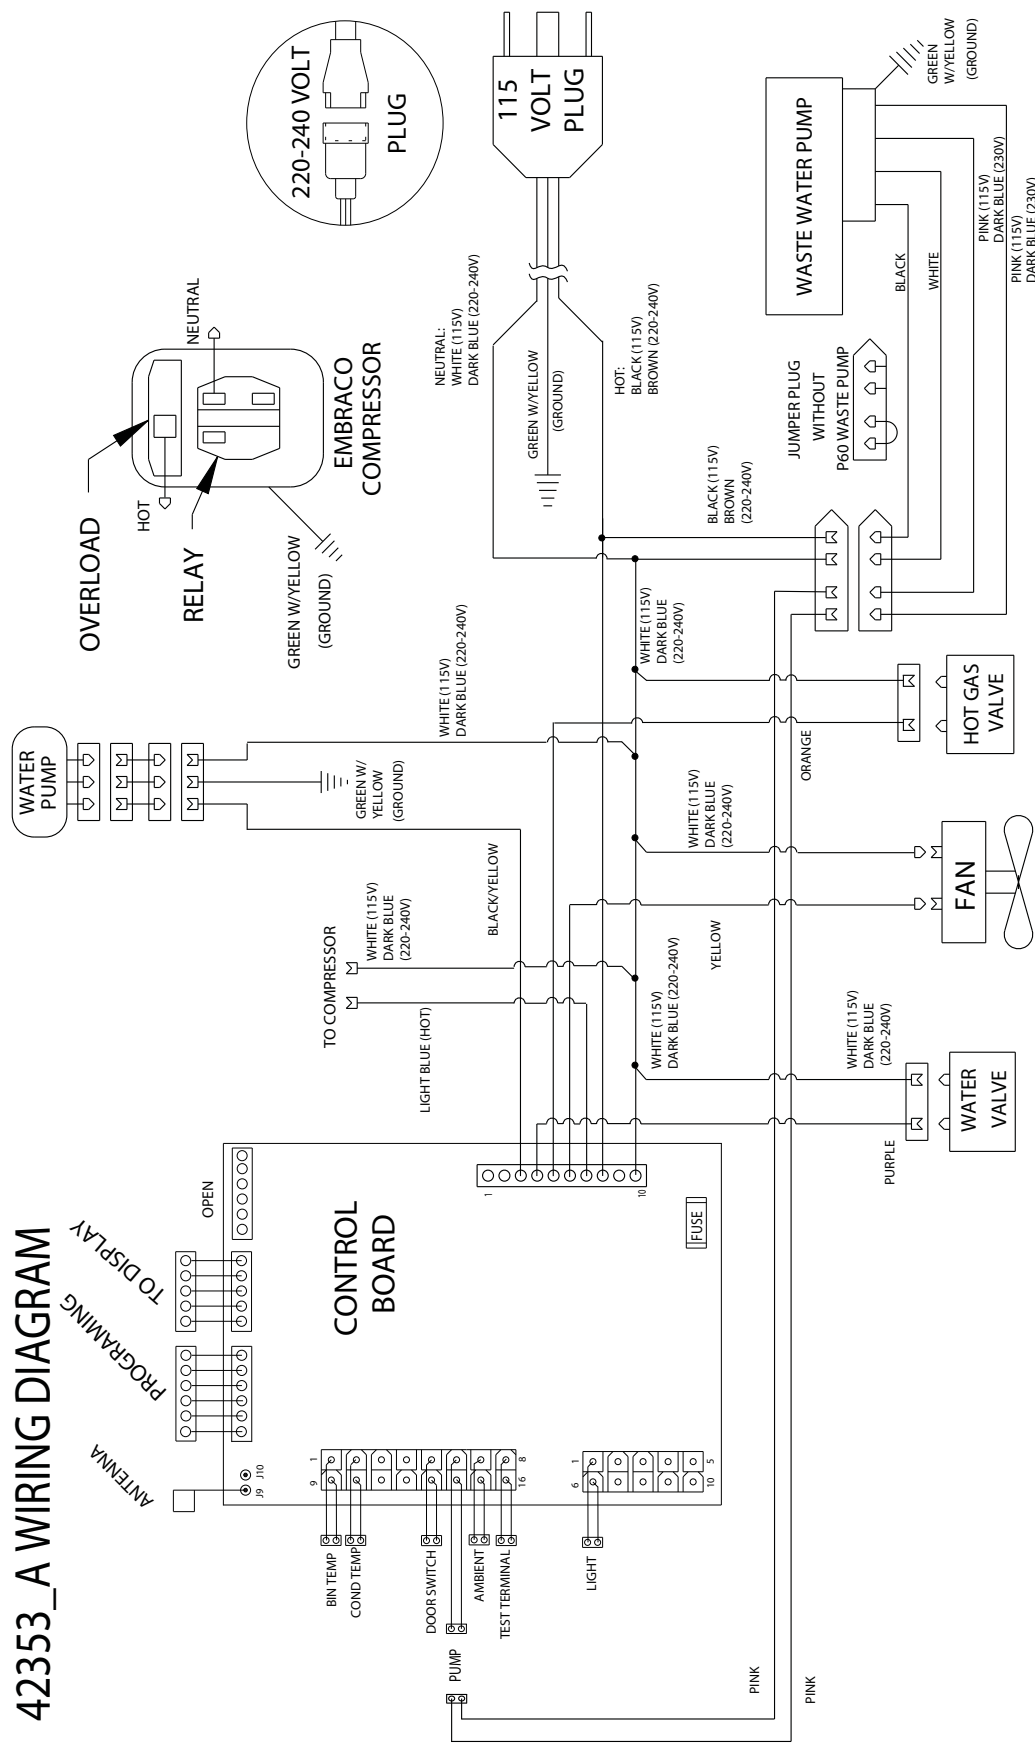 42353_A WIRING DIAGRAM
ANTENNA
PROGRAMING
TO DISPLAY
OPEN
J9
J10
CONTROL
BOARD
FUSE
1
10
1
8
9
16
1
5
6
10
BIN TEMP
COND TEMP
DOOR SWITCH
PUMP
AMBIENT
TEST TERMINAL
LIGHT
PINK
PINK
WATER
PUMP
TO COMPRESSOR
LIGHT BLUE (HOT)
WHITE (115V)
DARK BLUE
(220-240V)
BLACK/YELLOW
GREEN W/
YELLOW
(GROUND)
WHITE (115V)
DARK BLUE (220-240V)
OVERLOAD
HOT
RELAY
NEUTRAL
EMBRACO
COMPRESSOR
GREEN W/YELLOW
(GROUND)
220-240 VOLT
PLUG
115
VOLT
PLUG
NEUTRAL:
WHITE (115V)
DARK BLUE (220-240V)
GREEN W/YELLOW
(GROUND)
HOT:
BLACK (115V)
BROWN (220-240V)
BLACK (115V)
BROWN
(220-240V)
WHITE (115V)
DARK BLUE
(220-240V)
WHITE (115V)
DARK BLUE
(220-240V)
WHITE (115V)
DARK BLUE (220-240V)
WHITE (115V)
DARK BLUE
(220-240V)
PURPLE
YELLOW
ORANGE
WATER
VALVE
FAN
HOT GAS
VALVE
JUMPER PLUG
WITHOUT
P60 WASTE PUMP
WASTE WATER PUMP
GREEN
W/YELLOW
(GROUND)
BLACK
WHITE
PINK (115V)
DARK BLUE (230V)
PINK (115V)
DARK BLUE (230V)